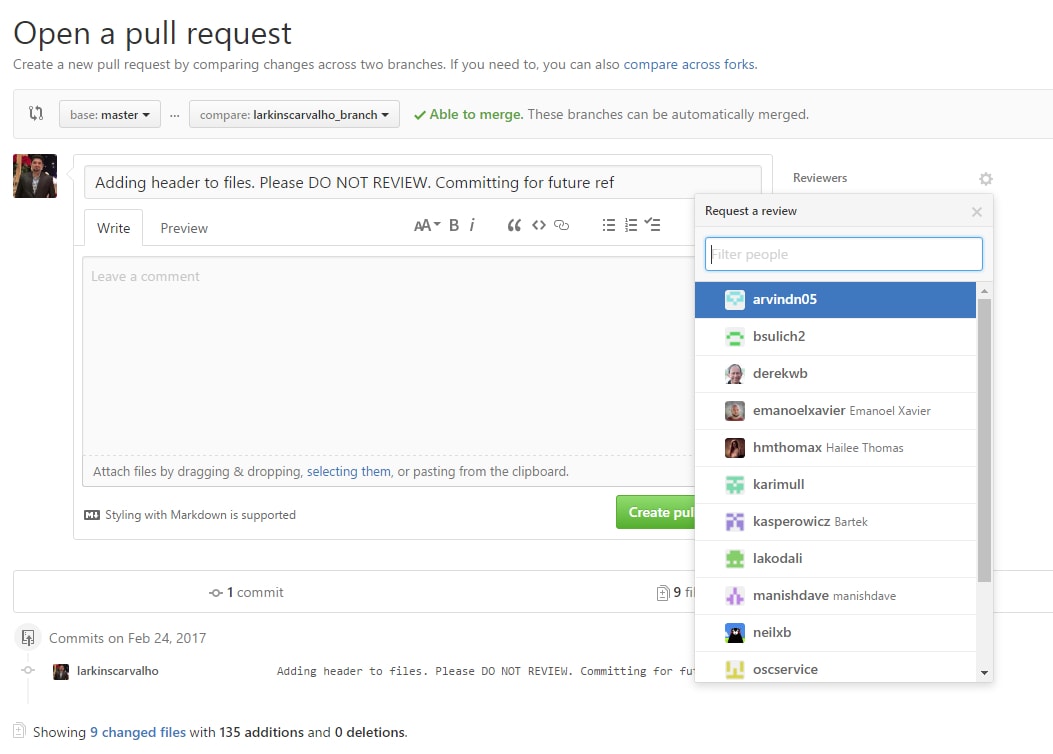 Open a pull request
Create a new pull request by comparing changes across two branches. If you need to, you can also compare across forks.
base: master ... compare: larkinscarvalho_branch Able to merge. These branches can be automatically merged.
Adding header to files. Please DO NOT REVIEW. Committing for future ref
Write Preview AA B i
Leave a comment
Attach files by dragging & dropping, selecting them, or pasting from the clipboard.
Styling with Markdown is supported
Create pul
Reviewers
Request a review
Filter people
arvindn05
bsulich2
derekwb
emanoelxavier Emanoel Xavier
hmthomax Hailee Thomas
karimull
kasperowicz Bartek
lakodali
manishdave manishdave
neilxb
oscservice
1 commit 9 fil
Commits on Feb 24, 2017
larkinscarvalho Adding header to files. Please DO NOT REVIEW. Committing for fut
Showing 9 changed files with 135 additions and 0 deletions.